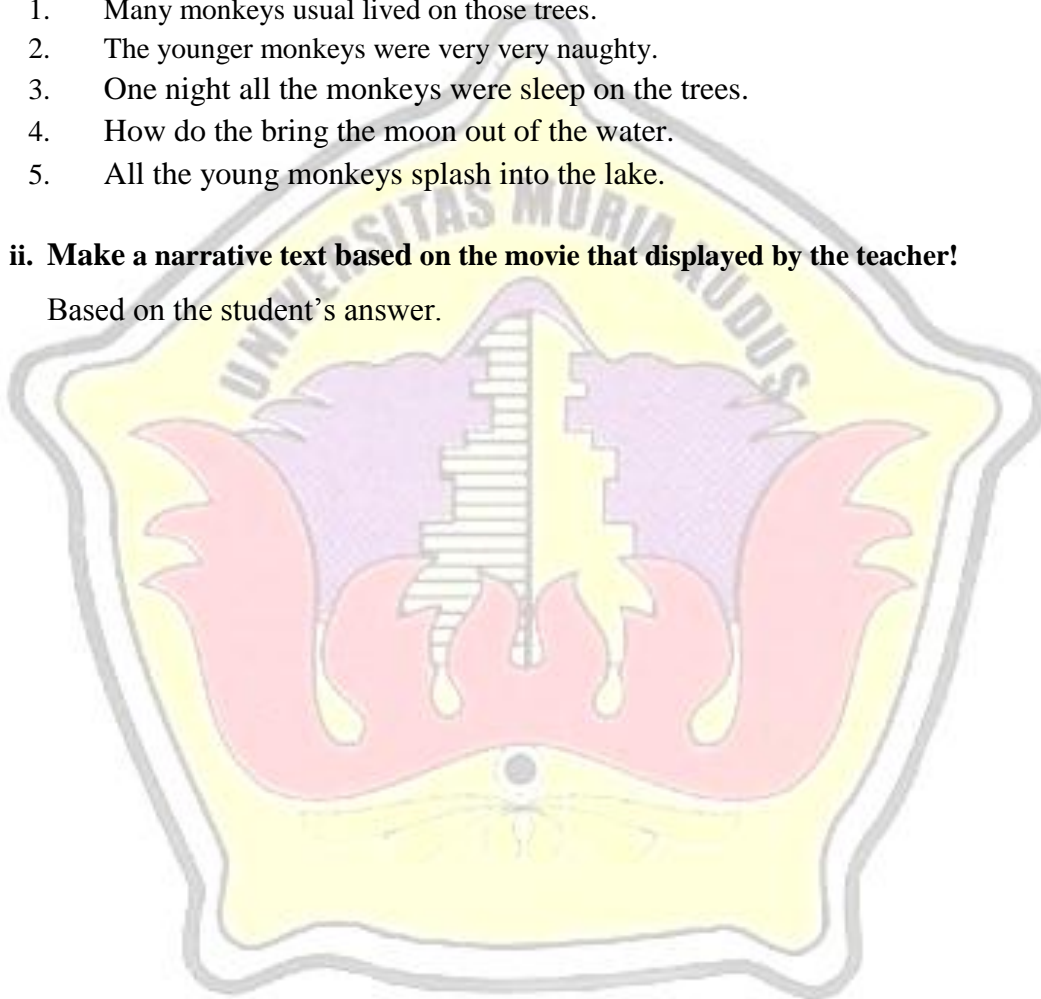 1. Many monkeys usual lived on those trees.
2. The younger monkeys were very very naughty.
3. One night all the monkeys were sleep on the trees.
4. How do the bring the moon out of the water.
5. All the young monkeys splash into the lake.
ii. Make a narrative text based on the movie that displayed by the teacher!
Based on the student’s answer.
UNIVERSITAS MURIA KUDUS